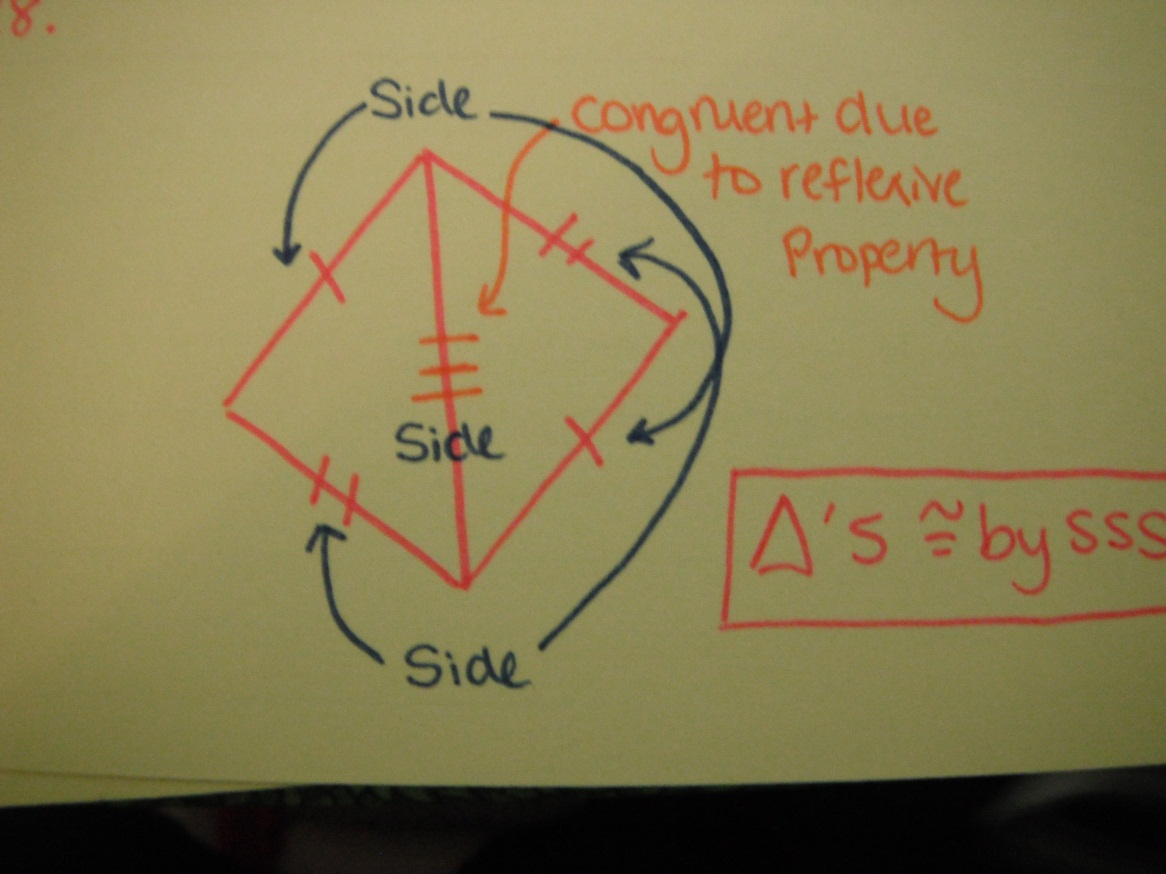 8.
Side
congruent due
to reflexive
Property
Side
Δ's ≅ by SSS
Side